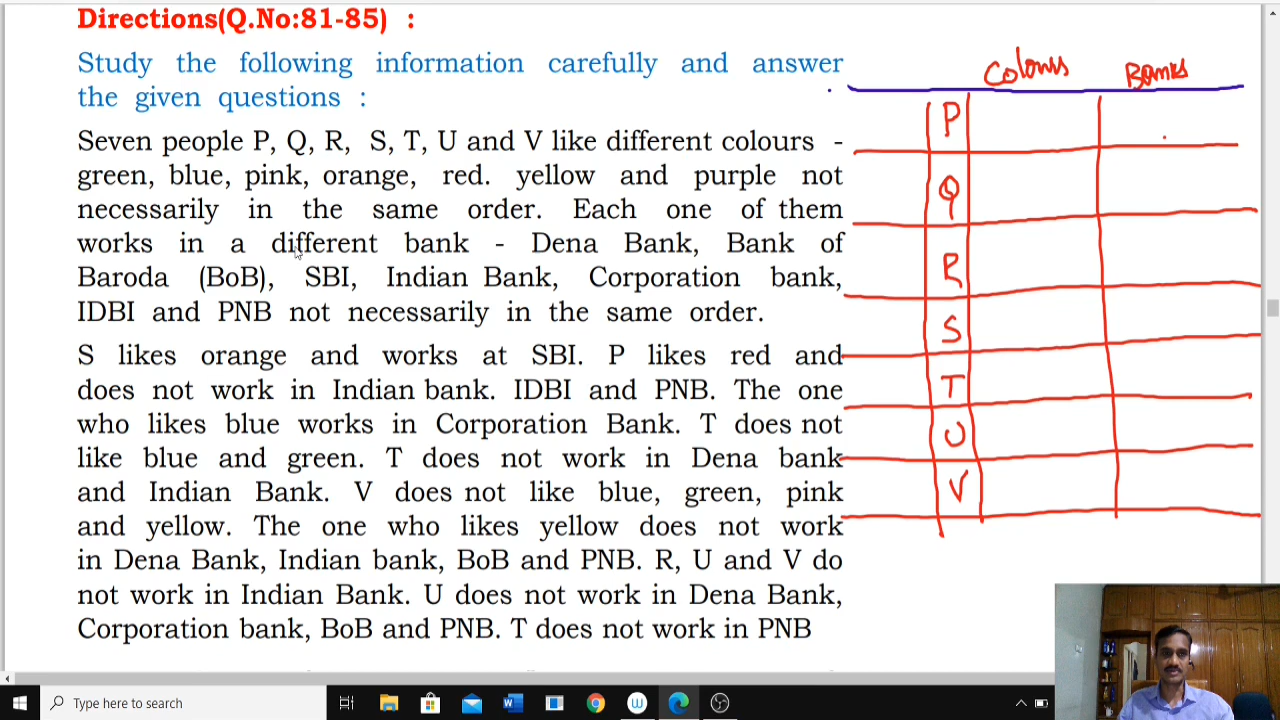 Directions(Q.No:81-85) :
Study the following information carefully and answer
the given questions :
Seven people P, Q, R, S, T, U and V like different colours -
green, blue, pink, orange, red. yellow and purple not
necessarily in the same order. Each one of them
works in a different bank - Dena Bank, Bank of
Baroda (BoB), SBI, Indian Bank, Corporation bank,
IDBI and PNB not necessarily in the same order.
S likes orange and works at SBI. P likes red and
does not work in Indian bank. IDBI and PNB. The one
who likes blue works in Corporation Bank. T does not
like blue and green. T does not work in Dena bank
and Indian Bank. V does not like blue, green, pink
and yellow. The one who likes yellow does not work
in Dena Bank, Indian bank, BoB and PNB. R, U and V do
not work in Indian Bank. U does not work in Dena Bank,
Corporation bank, BoB and PNB. T does not work in PNB
Colours Banks
P
Q
R
S
T
U
V
Type here to search